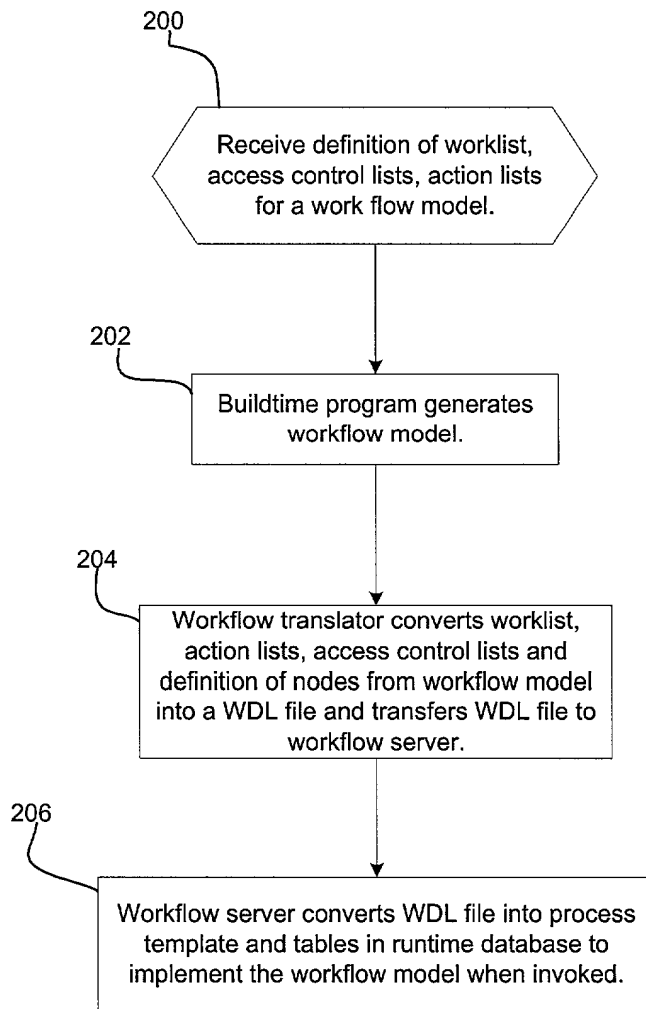 200
Receive definition of worklist,
access control lists, action lists
for a work flow model.
202
Buildtime program generates
workflow model.
204
Workflow translator converts worklist,
action lists, access control lists and
definition of nodes from workflow model
into a WDL file and transfers WDL file to
workflow server.
206
Workflow server converts WDL file into process
template and tables in runtime database to
implement the workflow model when invoked.